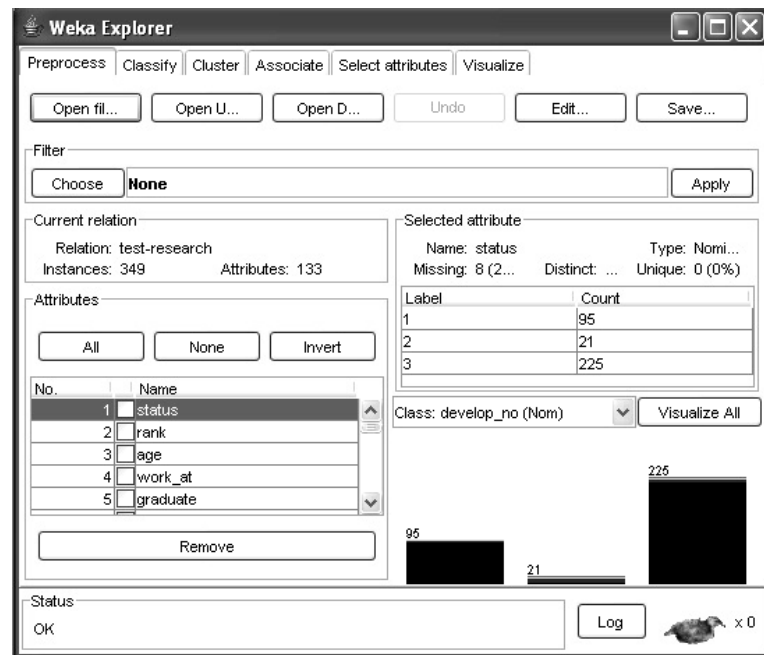 Weka Explorer
Preprocess Classify Cluster Associate Select attributes Visualize
Open fil... Open U... Open D... Undo Edit... Save...
Filter
Choose None Apply
Current relation
Relation: test-research
Instances: 349 Attributes: 133
Selected attribute
Name: status Type: Nomi...
Missing: 8 (2... Distinct: ... Unique: 0 (0%)
Label Count
1 95
2 21
3 225
Attributes
All None Invert
No. Name
1 status
2 rank
3 age
4 work_at
5 graduate
Remove
Class: develop_no (Nom) Visualize All
95
21
225
Status
OK
Log x 0